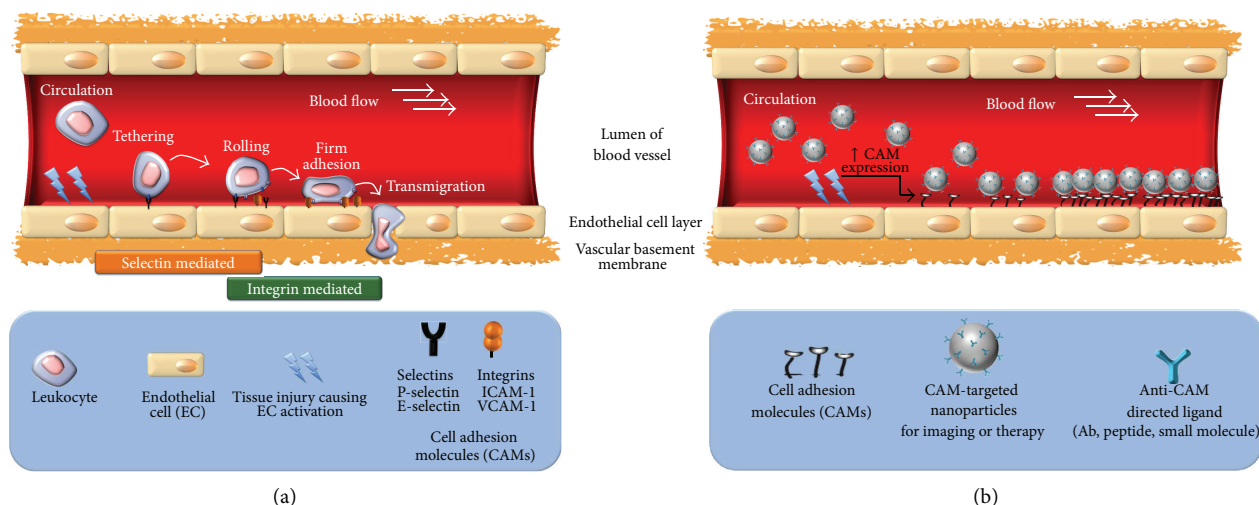 Circulation
Blood flow
Tethering
Rolling
Firm
adhesion
Transmigration
Selectin mediated
Integrin mediated
Leukocyte
Endothelial
cell (EC)
Tissue injury causing
EC activation
Selectins
P-selectin
E-selectin
Integrins
ICAM-1
VCAM-1
Cell adhesion
molecules (CAMs)
(a)
Lumen of
blood vessel
Endothelial cell layer
Vascular basement
membrane
Circulation
Blood flow
↑ CAM
expression
Cell adhesion
molecules (CAMs)
CAM-targeted
nanoparticles
for imaging or therapy
Anti-CAM
directed ligand
(Ab, peptide, small molecule)
(b)